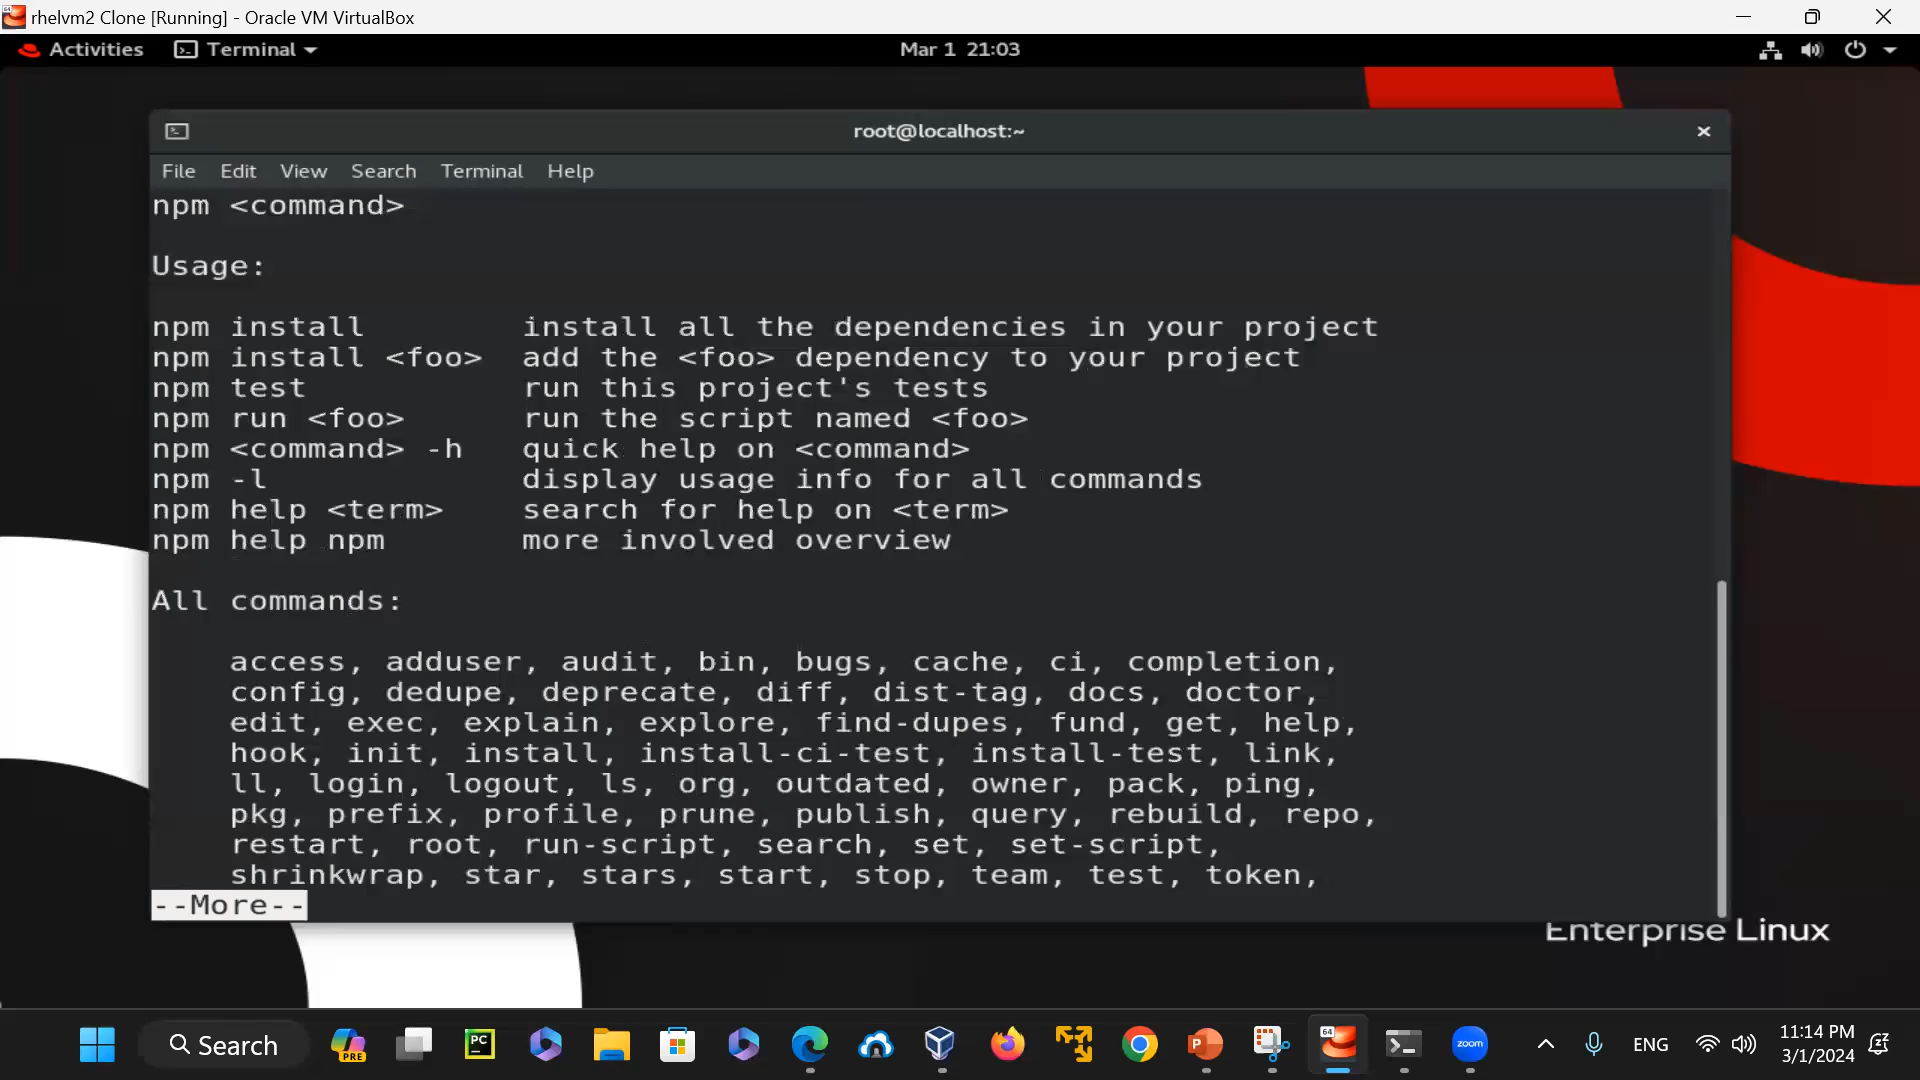 rhelvm2 Clone [Running] - Oracle VM VirtualBox
Activities Terminal Mar 1 21:03
root@localhost:~
File Edit View Search Terminal Help
npm <command>
Usage:
npm install install all the dependencies in your project
npm install <foo> add the <foo> dependency to your project
npm test run this project's tests
npm run <foo> run the script named <foo>
npm <command> -h quick help on <command>
npm -l display usage info for all commands
npm help <term> search for help on <term>
npm help npm more involved overview
All commands:
access, adduser, audit, bin, bugs, cache, ci, completion,
config, dedupe, deprecate, diff, dist-tag, docs, doctor,
edit, exec, explain, explore, find-dupes, fund, get, help,
hook, init, install, install-ci-test, install-test, link,
ll, login, logout, ls, org, outdated, owner, pack, ping,
pkg, prefix, profile, prune, publish, query, rebuild, repo,
restart, root, run-script, search, set, set-script,
shrinkwrap, star, stars, start, stop, team, test, token,
--More--
Enterprise Linux
Search PRE PC P 64 zoom ENG 11:14 PM
3/1/2024